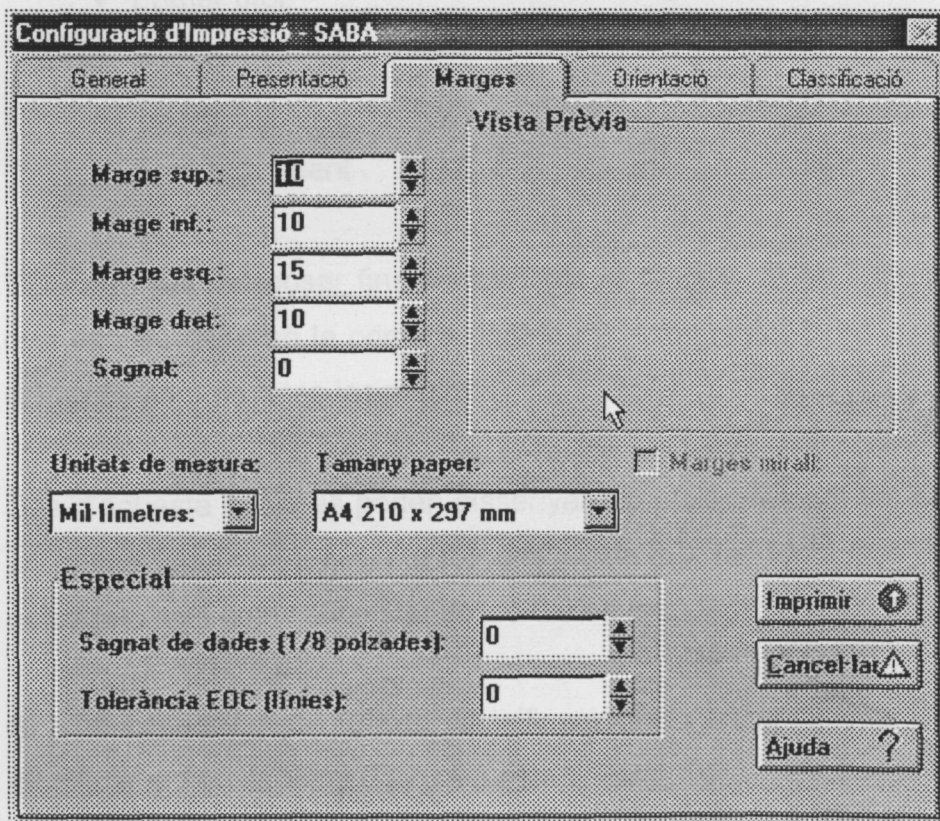 Configuració d'Impressió - SABA
General Presentació Marges Orientació Classificació
Vista Prèvia
Marge sup.: 10
Marge inf.: 10
Marge esq.: 15
Marge dret: 10
Sagnat: 0
Unitats de mesura: Tamany paper: Marges mirall:
Mil·límetres: A4 210 x 297 mm
Especial
Sagnat de dades (1/8 polzades): 0
Tolerància EOC (línies): 0
Imprimir
Cancel·lar
Ajuda ?